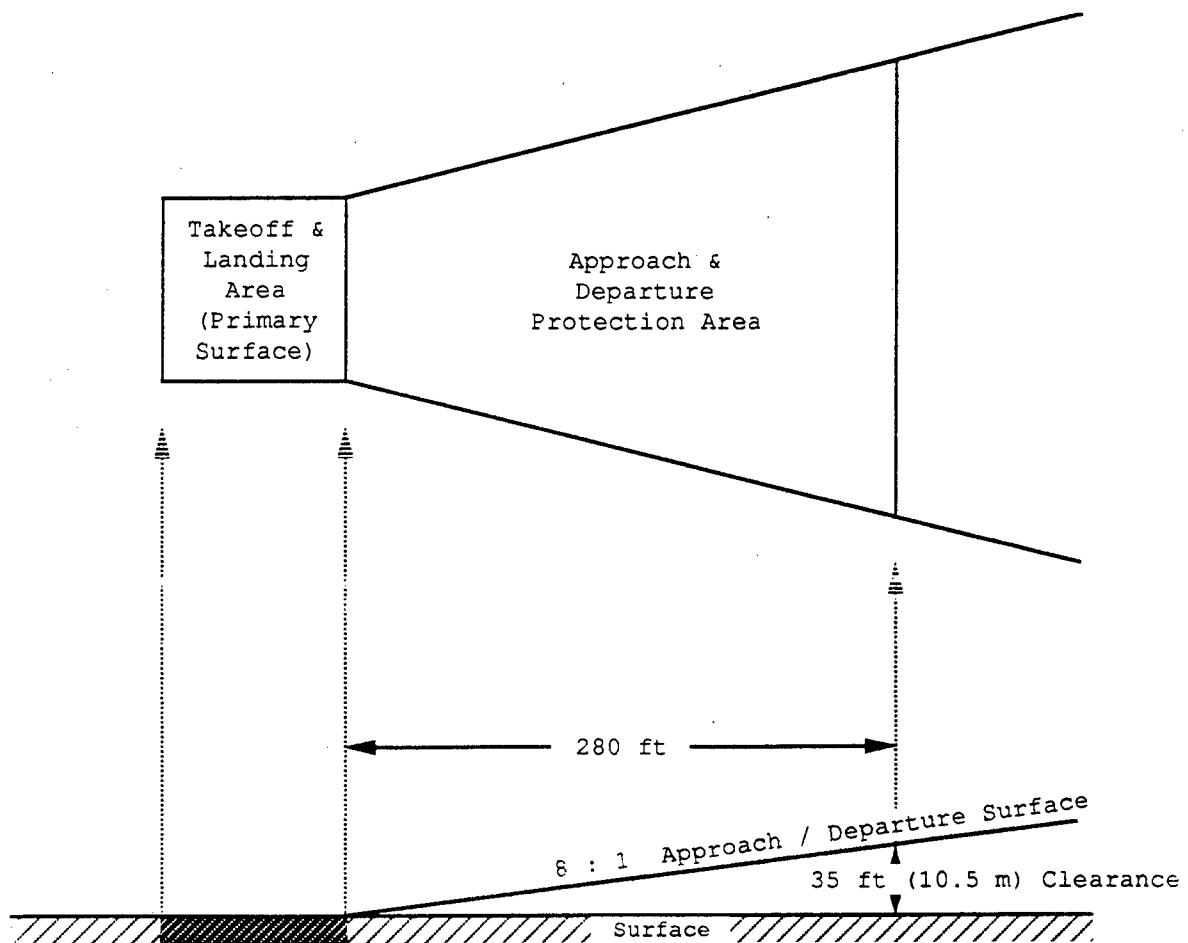 Takeoff &
Landing
Area
(Primary
Surface)
Approach &
Departure
Protection Area
280 ft
8 : 1 Approach / Departure Surface
35 ft (10.5 m) Clearance
Surface